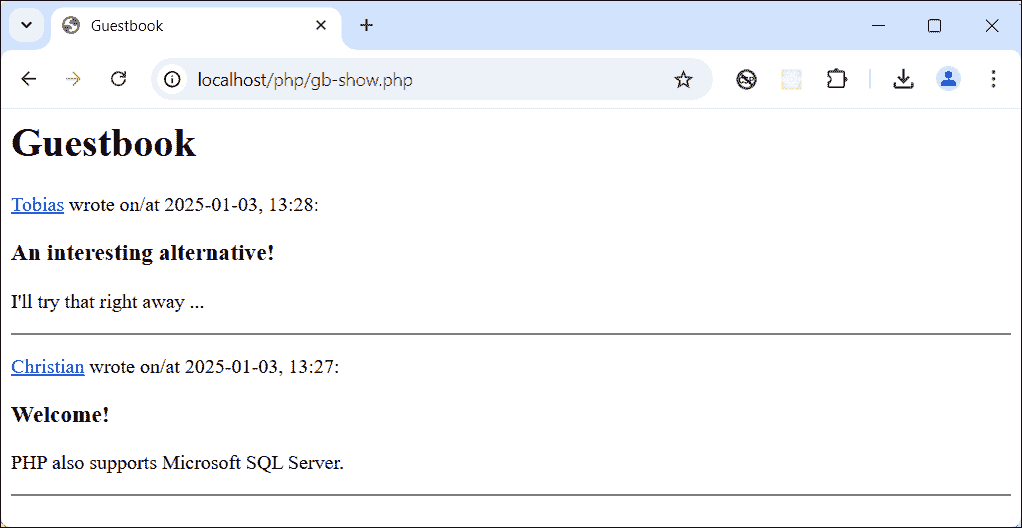 Guestbook
localhost/php/gb-show.php
Guestbook
Tobias wrote on/at 2025-01-03, 13:28:
An interesting alternative!
I'll try that right away ...
Christian wrote on/at 2025-01-03, 13:27:
Welcome!
PHP also supports Microsoft SQL Server.